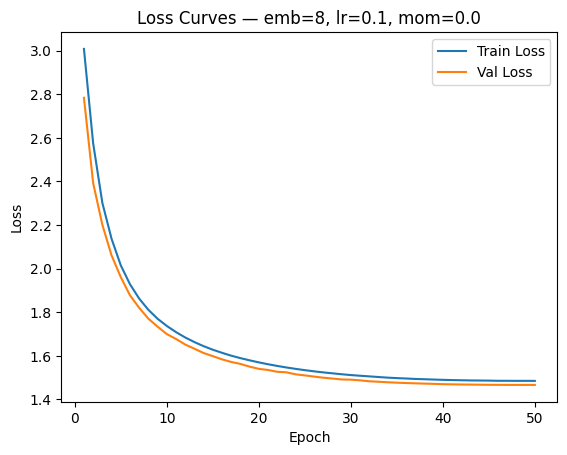 Loss Curves — emb=8, lr=0.1, mom=0.0
Train Loss
Val Loss
3.0
2.8
2.6
2.4
2.2
2.0
1.8
1.6
1.4
Loss
0 10 20 30 40 50
Epoch